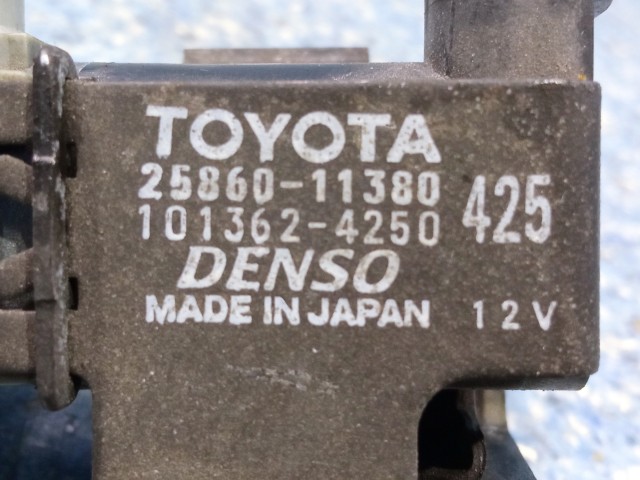 TOYOTA
25860-11380
101362-4250 425
DENSO
MADE IN JAPAN 12V